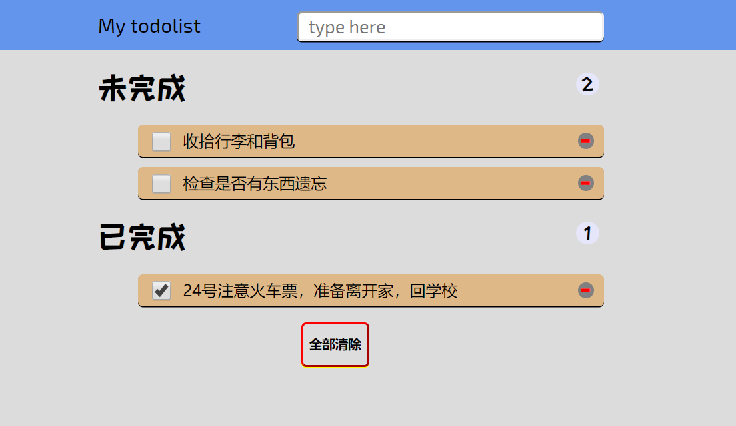 My todolist
type here
未完成
2
收拾行李和背包
检查是否有东西遗忘
已完成
1
24号注意火车票，准备离开家，回学校
全部清除